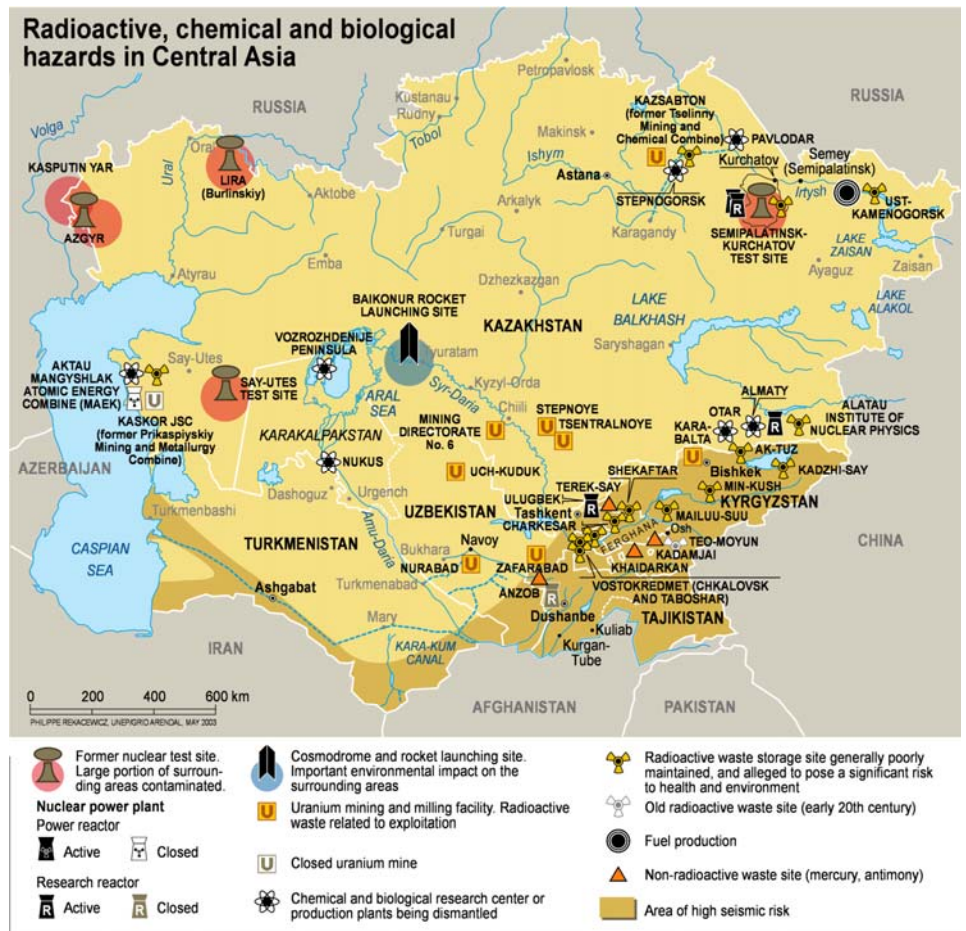 Radioactive, chemical and biological
hazards in Central Asia
RUSSIA
RUSSIA
Petropavlosk
Kustanau
Rudny
Tobol
Volga
KAZSABTON
(former Tselinny
Mining and
Chemical Combine)
Makinsk
PAVLODAR
Kurchatov
Semey
(Semipalatinsk)
Ishym
Astana
STEPNOGORSK
Irtysh
UST-
KAMENOGORSK
KASPUTIN YAR
Ural
LIRA
(Burlinskiy)
Aktobe
AZGYR
Arkalyk
Karagandy
SEMIPALATINSK-
KURCHATOV
TEST SITE
LAKE
ZAISAN
Ayaguz
Zaisan
Turgai
Emba
Atyrau
Dzhezkazgan
BAIKONUR ROCKET
LAUNCHING SITE
KAZAKHSTAN
LAKE
BALKHASH
LAKE
ALAKOL
VOZROZHDENIJE
PENINSULA
yuratam
Saryshagan
Say-Utes
AKTAU
MANGYSHLAK
ATOMIC ENERGY
COMBINE (MAEK)
SAY-UTES
TEST SITE
ARAL
SEA
Syr-Daria
Kyzyl-Orda
Chiili
ALMATY
OTAR
ALATAU
INSTITUTE OF
NUCLEAR PHYSICS
KASKOR JSC
(former Prikaspiyskiy
Mining and Metallurgy
Combine)
MINING
DIRECTORATE
No. 6
STEPNOYE
TSENTRALNOYE
KARA-
BALTA
KARAKALPAKSTAN
AK-TUZ
AZERBAIJAN
NUKUS
UCH-KUDUK
SHEKAFTAR
Bishkek
KADZHI-SAY
MIN-KUSH
TEREK-SAY
ULUGBEK
KYRGYZSTAN
Dashoguz
Urgench
Turkmenbashi
UZBEKISTAN
Tashkent
CHARKESAR
MAILUU-SUU
FERGHANA
Osh
TEO-MOYUN
CHINA
TURKMENISTAN
Amu-Daria
Bukhara
Navoy
NURABAD
ZAFARABAD
KADAMJAI
KHAIDARKAN
CASPIAN
SEA
Turkmenabad
VOSTOKREDMET (CHKALOVSK
AND TABOSHAR)
Ashgabat
ANZOB
Dushanbe
TAJIKISTAN
Mary
Kuliab
Kurgan-
Tube
IRAN
KARA-KUM
CANAL
AFGHANISTAN
PAKISTAN
0 200 400 600 km
PHILIPPE REKACEWICZ, UNEP/GRID ARENDAL, MAY 2003
Former nuclear test site.
Large portion of surroun-
ding areas contaminated.
Nuclear power plant
Power reactor
Active
Closed
Research reactor
R Active
R Closed
Cosmodrome and rocket launching site.
Important environmental impact on the
surrounding areas
U Uranium mining and milling facility. Radioactive
waste related to exploitation
U Closed uranium mine
Chemical and biological research center or
production plants being dismantled
Radioactive waste storage site generally poorly
maintained, and alleged to pose a significant risk
to health and environment
Old radioactive waste site (early 20th century)
Fuel production
Non-radioactive waste site (mercury, antimony)
Area of high seismic risk